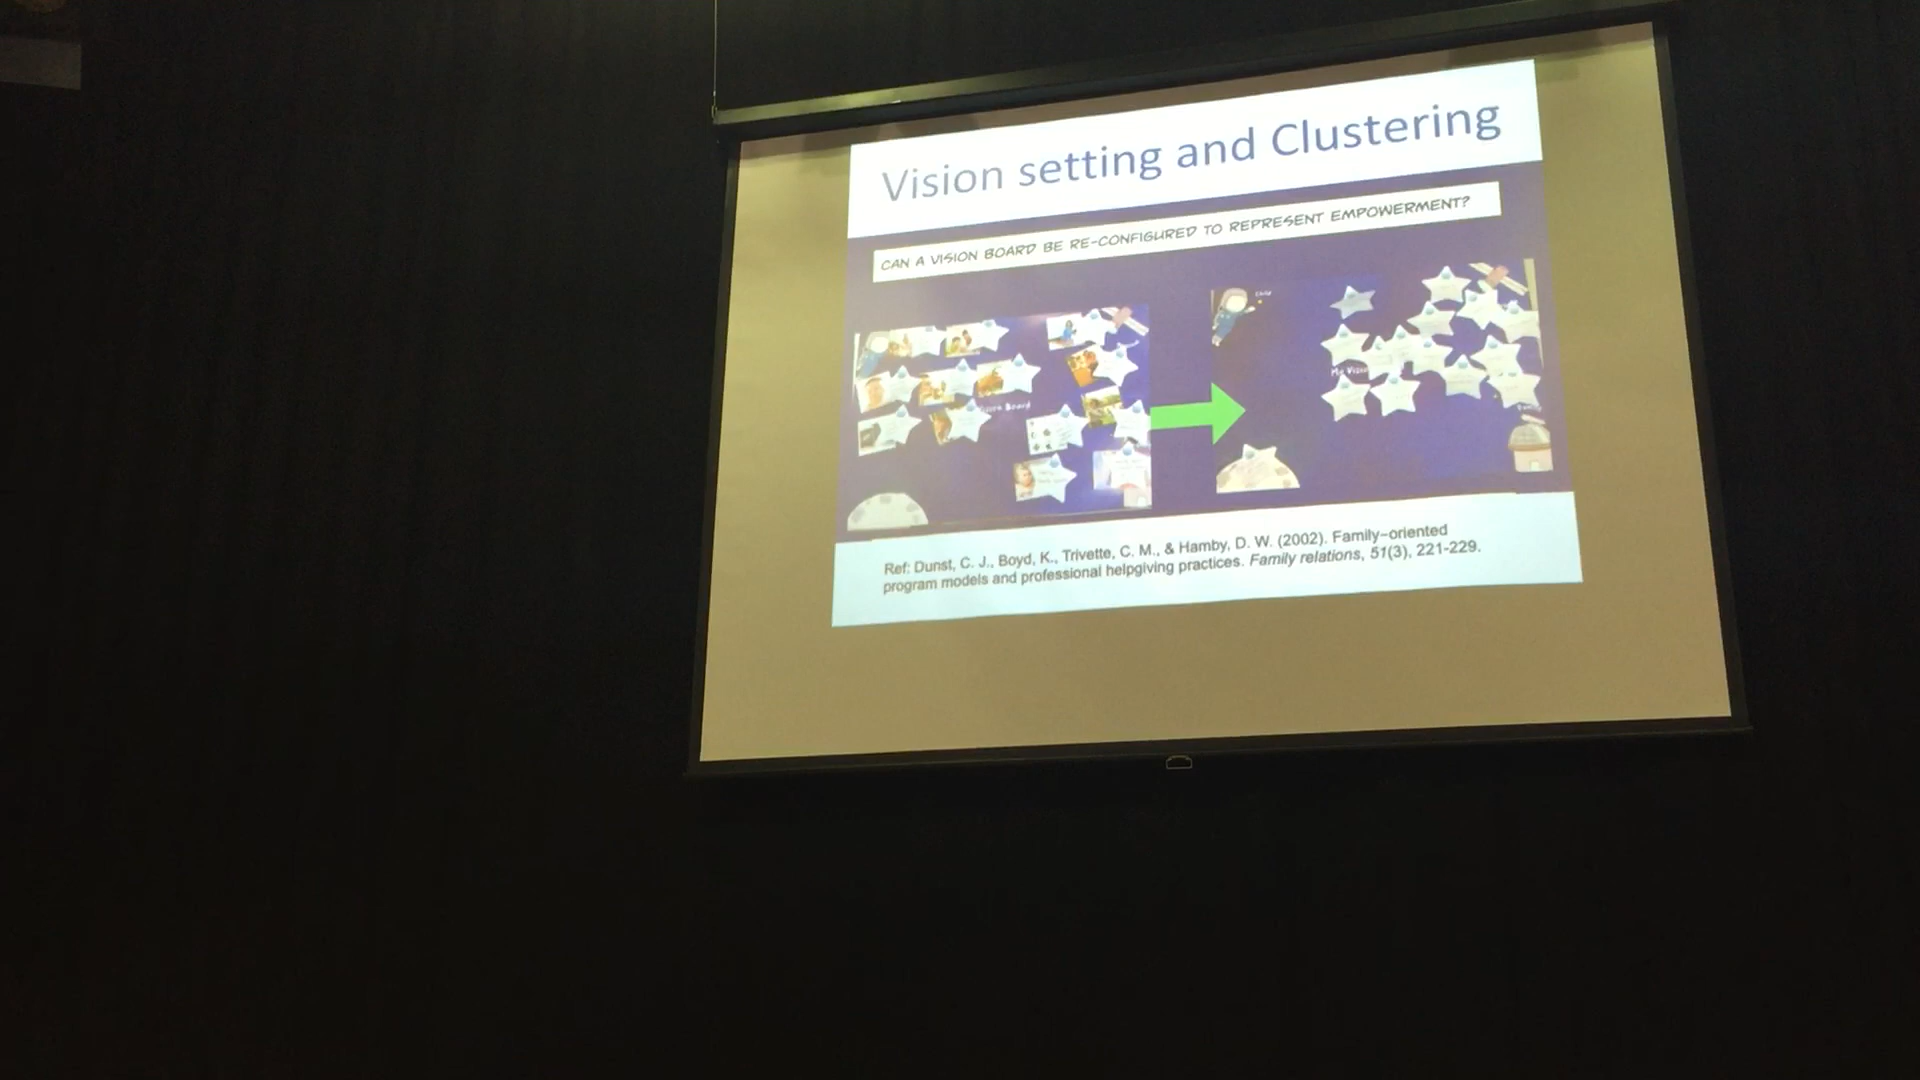 Vision setting and Clustering
CAN A VISION BOARD BE RE-CONFIGURED TO REPRESENT EMPOWERMENT?
Child
Board
My Vision
Family
Ref: Dunst, C. J., Boyd, K., Trivette, C. M., & Hamby, D. W. (2002). Family–oriented
program models and professional helpgiving practices. Family relations, 51(3), 221-229.